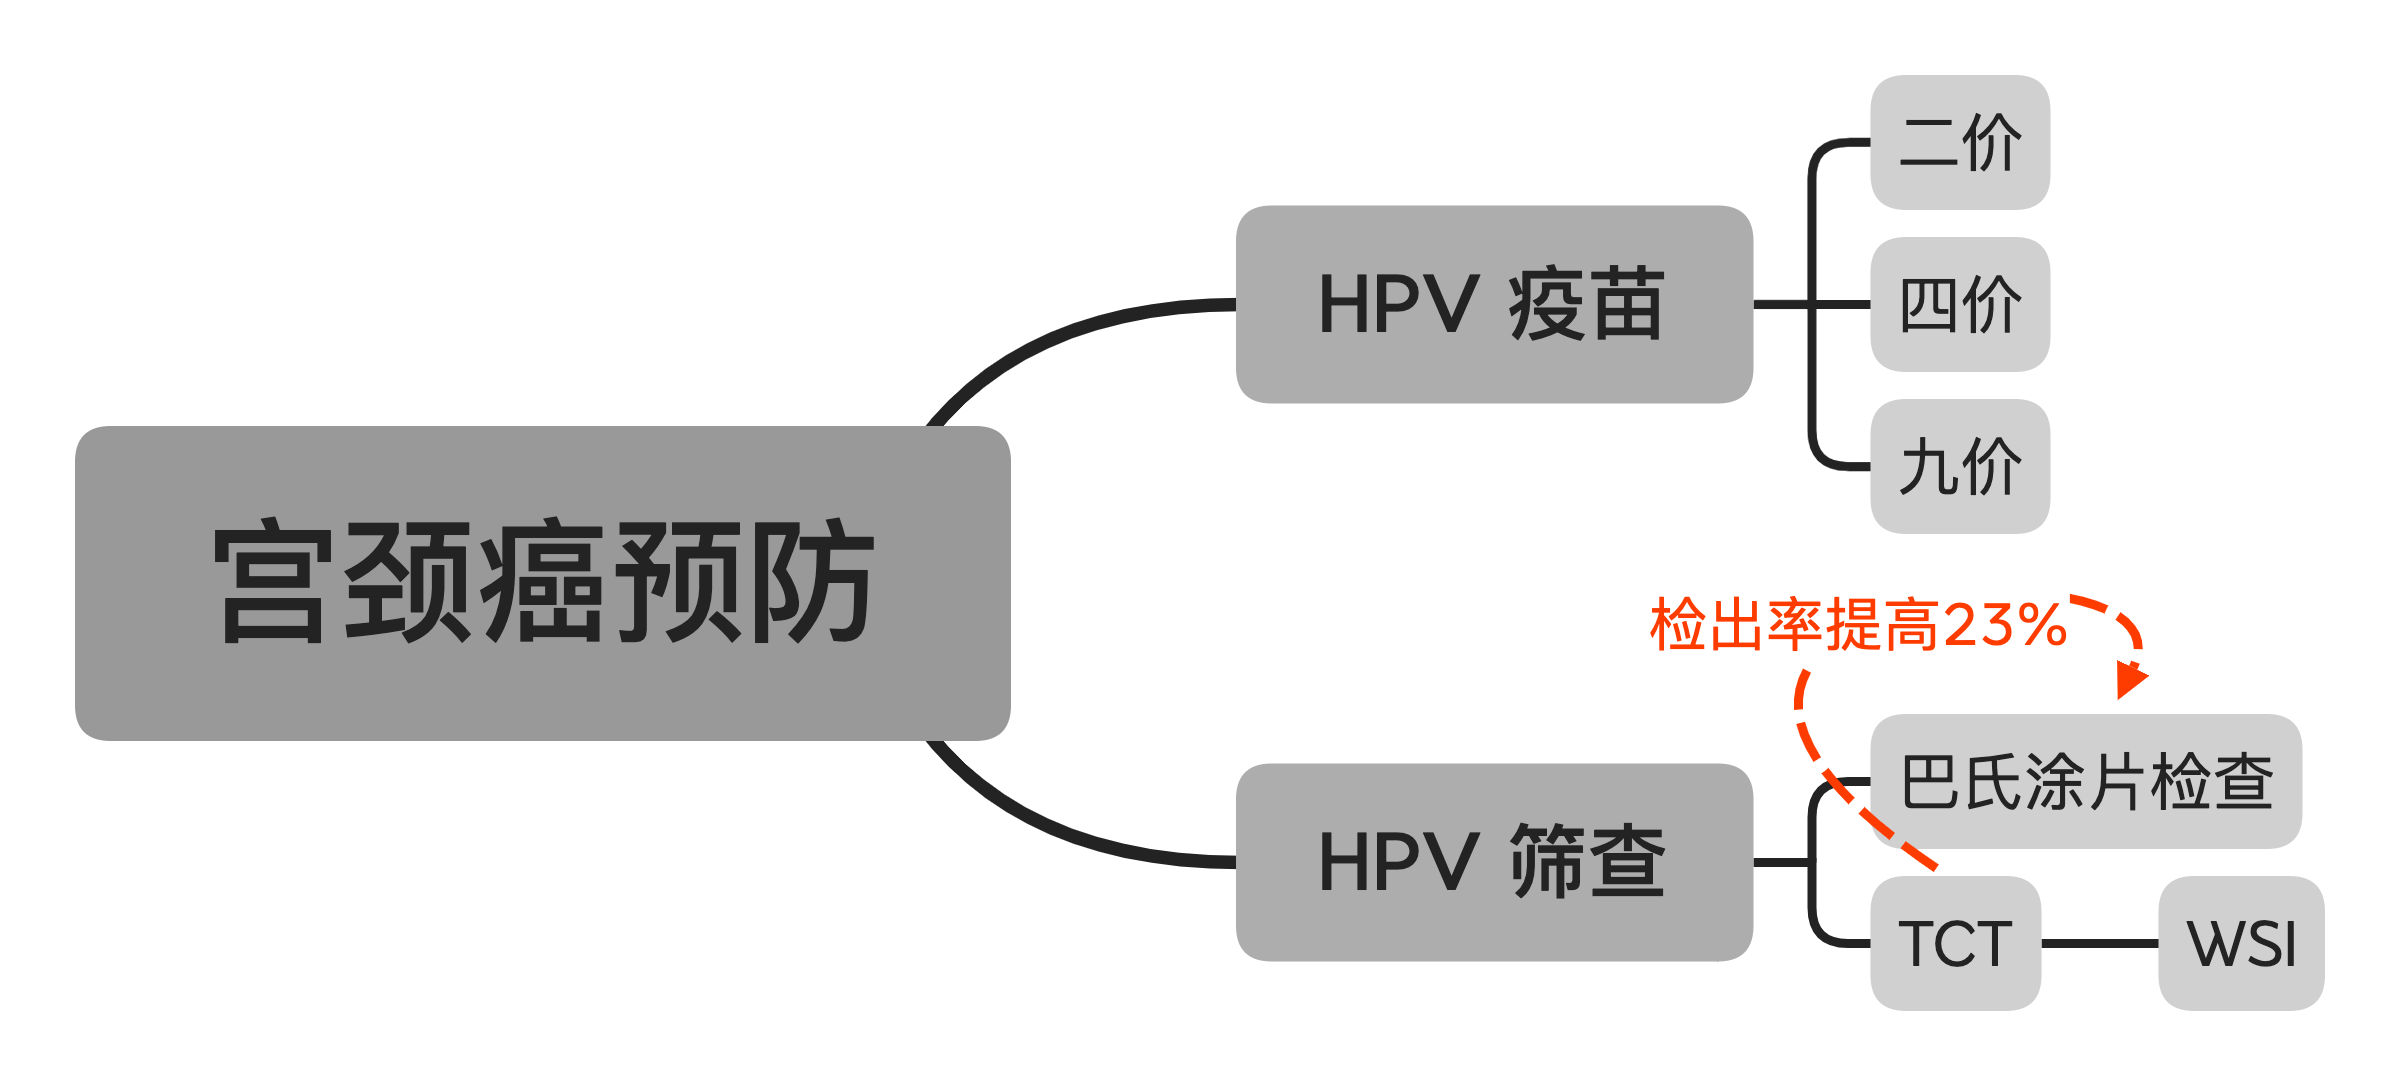 宫颈癌预防
HPV 疫苗
二价
四价
九价
HPV 筛查
检出率提高23%
巴氏涂片检查
TCT
WSI